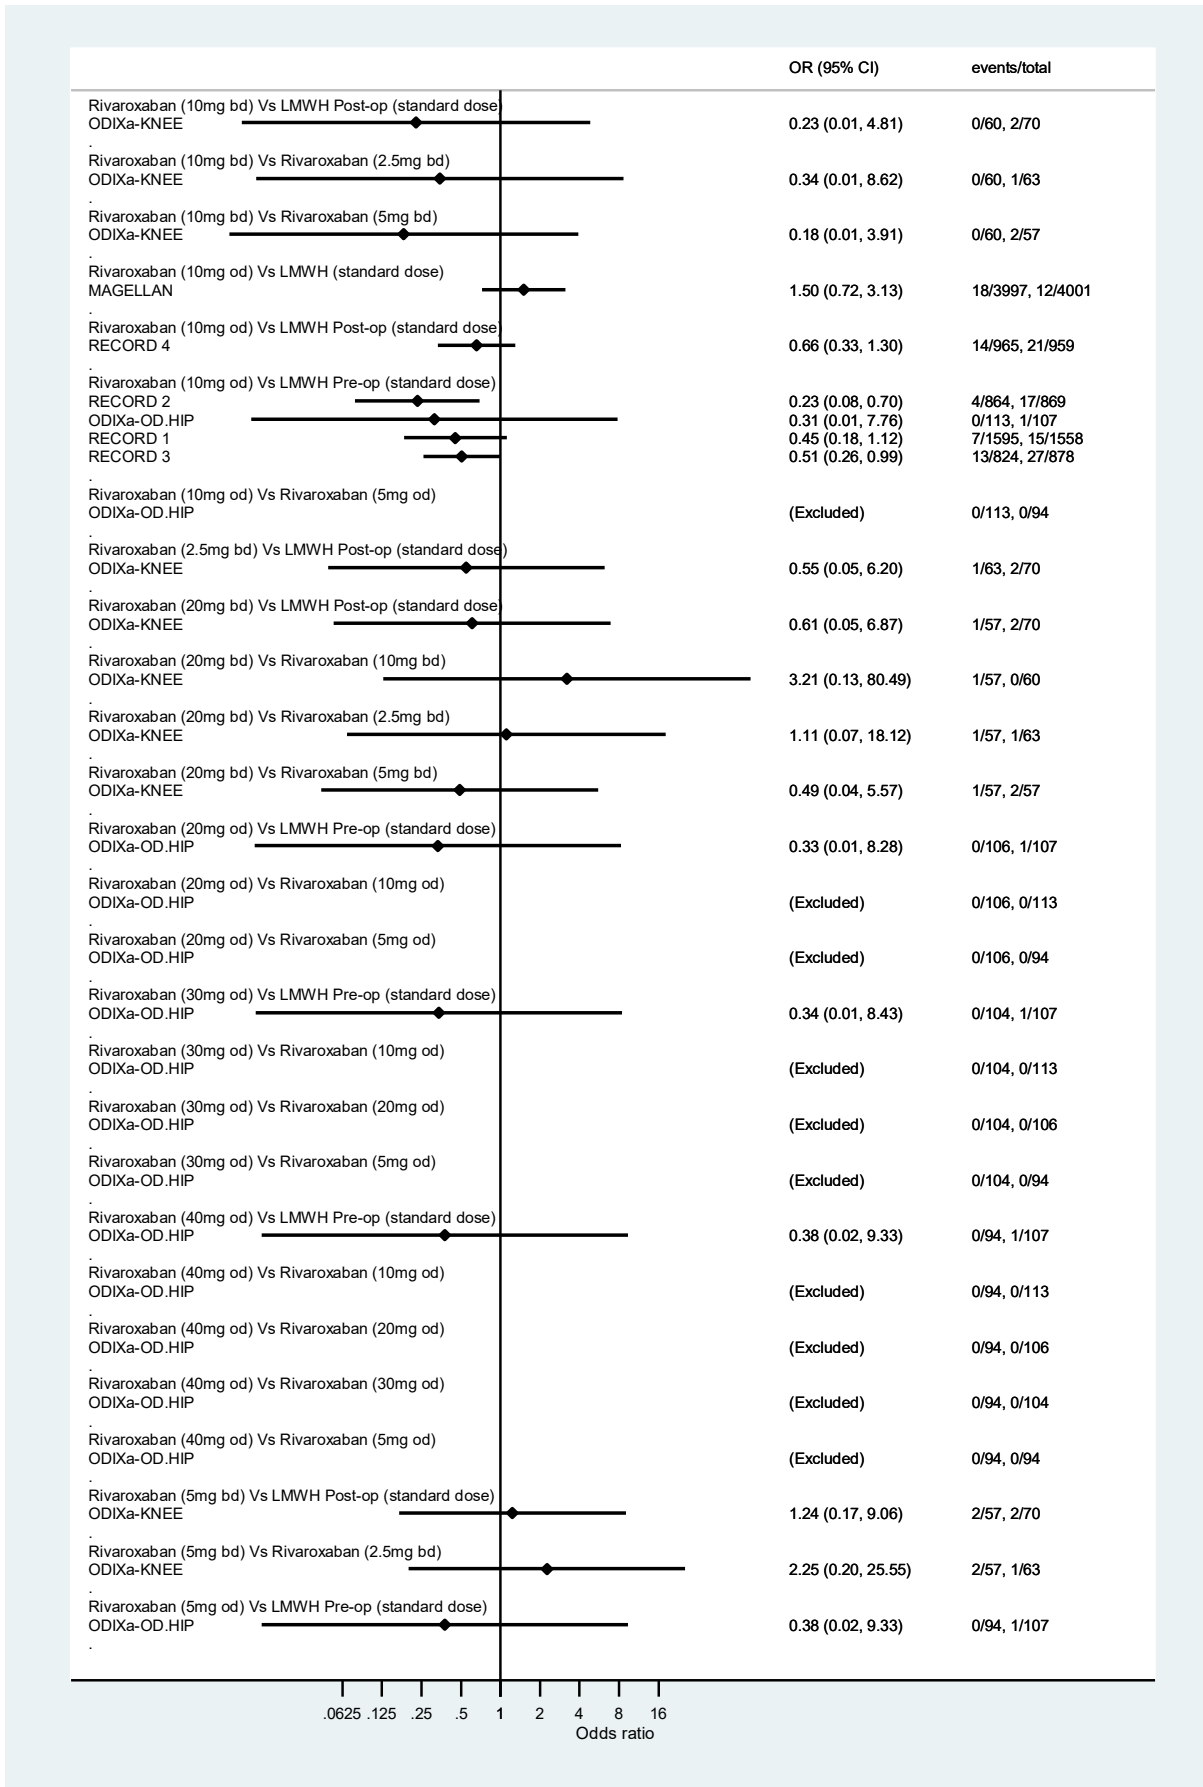 OR (95% CI) events/total
Rivaroxaban (10mg bd) Vs LMWH Post-op (standard dose)
ODIXa-KNEE 0.23 (0.01, 4.81) 0/60, 2/70
.
Rivaroxaban (10mg bd) Vs Rivaroxaban (2.5mg bd)
ODIXa-KNEE 0.34 (0.01, 8.62) 0/60, 1/63
.
Rivaroxaban (10mg bd) Vs Rivaroxaban (5mg bd)
ODIXa-KNEE 0.18 (0.01, 3.91) 0/60, 2/57
.
Rivaroxaban (10mg od) Vs LMWH (standard dose)
MAGELLAN 1.50 (0.72, 3.13) 18/3997, 12/4001
.
Rivaroxaban (10mg od) Vs LMWH Post-op (standard dose)
RECORD 4 0.66 (0.33, 1.30) 14/965, 21/959
.
Rivaroxaban (10mg od) Vs LMWH Pre-op (standard dose)
RECORD 2 0.23 (0.08, 0.70) 4/864, 17/869
ODIXa-OD.HIP 0.31 (0.01, 7.76) 0/113, 1/107
RECORD 1 0.45 (0.18, 1.12) 7/1595, 15/1558
RECORD 3 0.51 (0.26, 0.99) 13/824, 27/878
.
Rivaroxaban (10mg od) Vs Rivaroxaban (5mg od)
ODIXa-OD.HIP (Excluded) 0/113, 0/94
.
Rivaroxaban (2.5mg bd) Vs LMWH Post-op (standard dose)
ODIXa-KNEE 0.55 (0.05, 6.20) 1/63, 2/70
.
Rivaroxaban (20mg bd) Vs LMWH Post-op (standard dose)
ODIXa-KNEE 0.61 (0.05, 6.87) 1/57, 2/70
.
Rivaroxaban (20mg bd) Vs Rivaroxaban (10mg bd)
ODIXa-KNEE 3.21 (0.13, 80.49) 1/57, 0/60
.
Rivaroxaban (20mg bd) Vs Rivaroxaban (2.5mg bd)
ODIXa-KNEE 1.11 (0.07, 18.12) 1/57, 1/63
.
Rivaroxaban (20mg bd) Vs Rivaroxaban (5mg bd)
ODIXa-KNEE 0.49 (0.04, 5.57) 1/57, 2/57
.
Rivaroxaban (20mg od) Vs LMWH Pre-op (standard dose)
ODIXa-OD.HIP 0.33 (0.01, 8.28) 0/106, 1/107
.
Rivaroxaban (20mg od) Vs Rivaroxaban (10mg od)
ODIXa-OD.HIP (Excluded) 0/106, 0/113
.
Rivaroxaban (20mg od) Vs Rivaroxaban (5mg od)
ODIXa-OD.HIP (Excluded) 0/106, 0/94
.
Rivaroxaban (30mg od) Vs LMWH Pre-op (standard dose)
ODIXa-OD.HIP 0.34 (0.01, 8.43) 0/104, 1/107
.
Rivaroxaban (30mg od) Vs Rivaroxaban (10mg od)
ODIXa-OD.HIP (Excluded) 0/104, 0/113
.
Rivaroxaban (30mg od) Vs Rivaroxaban (20mg od)
ODIXa-OD.HIP (Excluded) 0/104, 0/106
.
Rivaroxaban (30mg od) Vs Rivaroxaban (5mg od)
ODIXa-OD.HIP (Excluded) 0/104, 0/94
.
Rivaroxaban (40mg od) Vs LMWH Pre-op (standard dose)
ODIXa-OD.HIP 0.38 (0.02, 9.33) 0/94, 1/107
.
Rivaroxaban (40mg od) Vs Rivaroxaban (10mg od)
ODIXa-OD.HIP (Excluded) 0/94, 0/113
.
Rivaroxaban (40mg od) Vs Rivaroxaban (20mg od)
ODIXa-OD.HIP (Excluded) 0/94, 0/106
.
Rivaroxaban (40mg od) Vs Rivaroxaban (30mg od)
ODIXa-OD.HIP (Excluded) 0/94, 0/104
.
Rivaroxaban (40mg od) Vs Rivaroxaban (5mg od)
ODIXa-OD.HIP (Excluded) 0/94, 0/94
.
Rivaroxaban (5mg bd) Vs LMWH Post-op (standard dose)
ODIXa-KNEE 1.24 (0.17, 9.06) 2/57, 2/70
.
Rivaroxaban (5mg bd) Vs Rivaroxaban (2.5mg bd)
ODIXa-KNEE 2.25 (0.20, 25.55) 2/57, 1/63
.
Rivaroxaban (5mg od) Vs LMWH Pre-op (standard dose)
ODIXa-OD.HIP 0.38 (0.02, 9.33) 0/94, 1/107
.
.0625 .125 .25 .5 1 2 4 8 16
Odds ratio